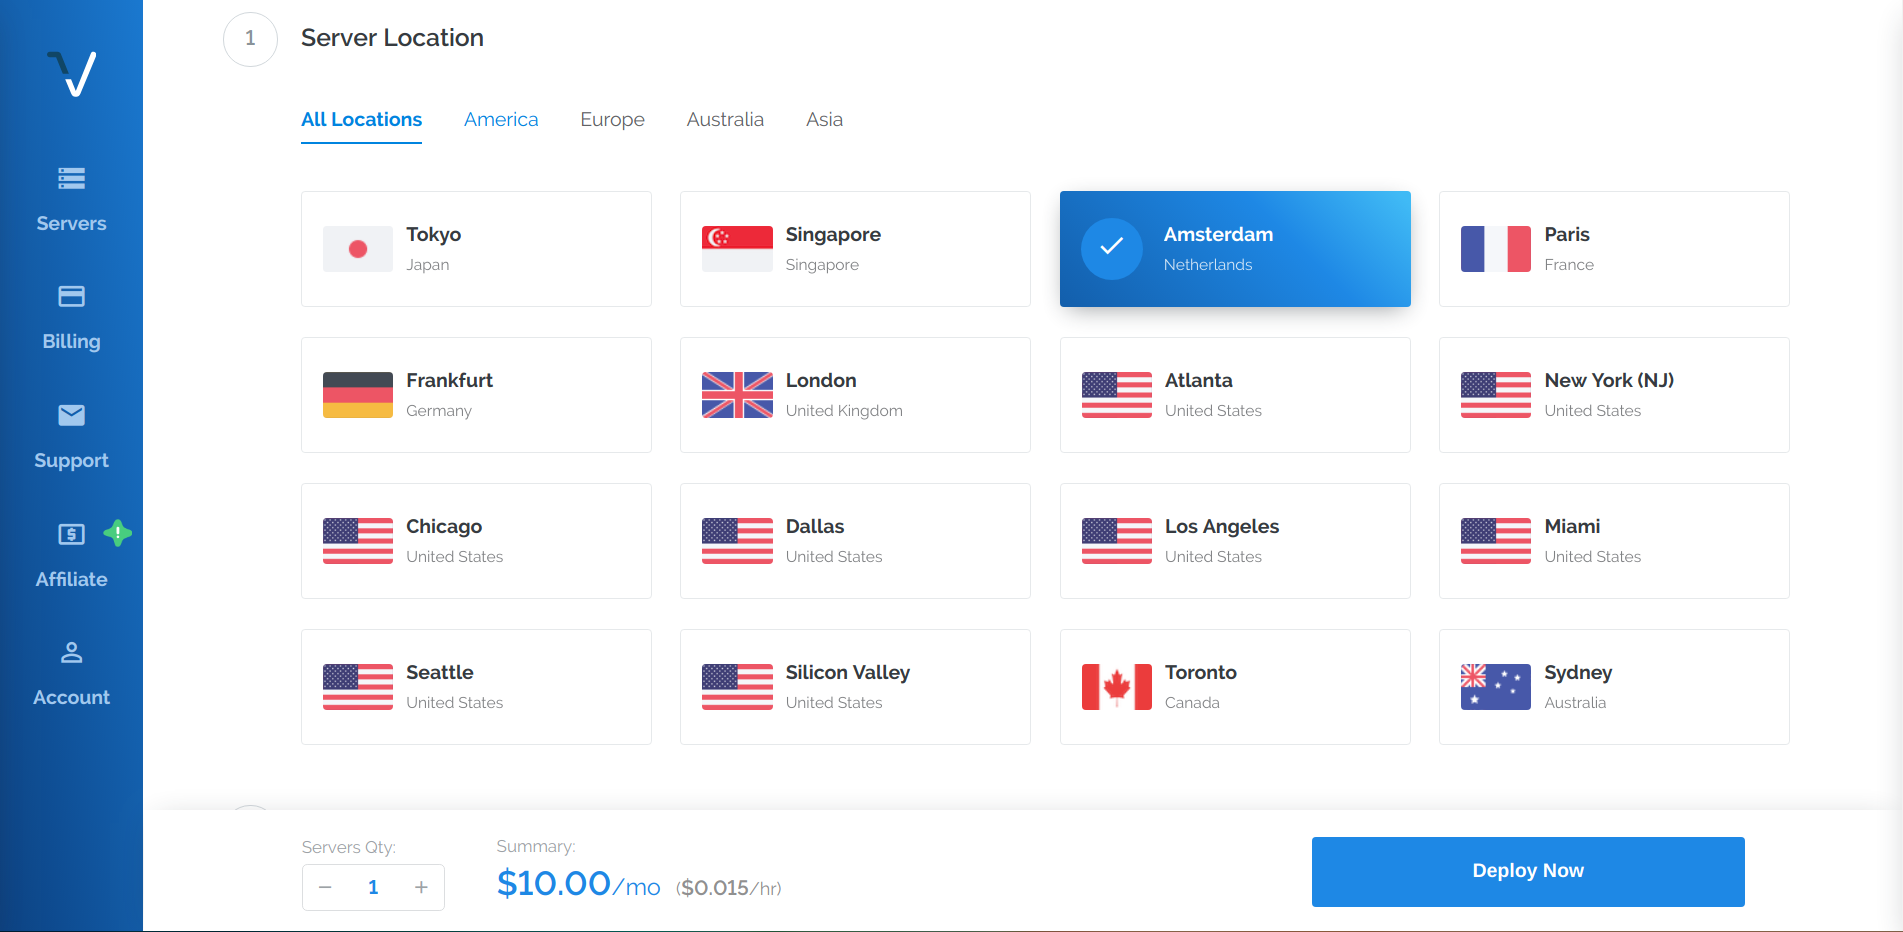 1
Server Location
All Locations
America
Europe
Australia
Asia
Servers
Billing
Support
Affiliate
Account
Tokyo
Japan
Singapore
Singapore
Amsterdam
Netherlands
Paris
France
Frankfurt
Germany
London
United Kingdom
Atlanta
United States
New York (NJ)
United States
Chicago
United States
Dallas
United States
Los Angeles
United States
Miami
United States
Seattle
United States
Silicon Valley
United States
Toronto
Canada
Sydney
Australia
Servers Qty:
− 1 +
Summary:
$10.00/mo ($0.015/hr)
Deploy Now